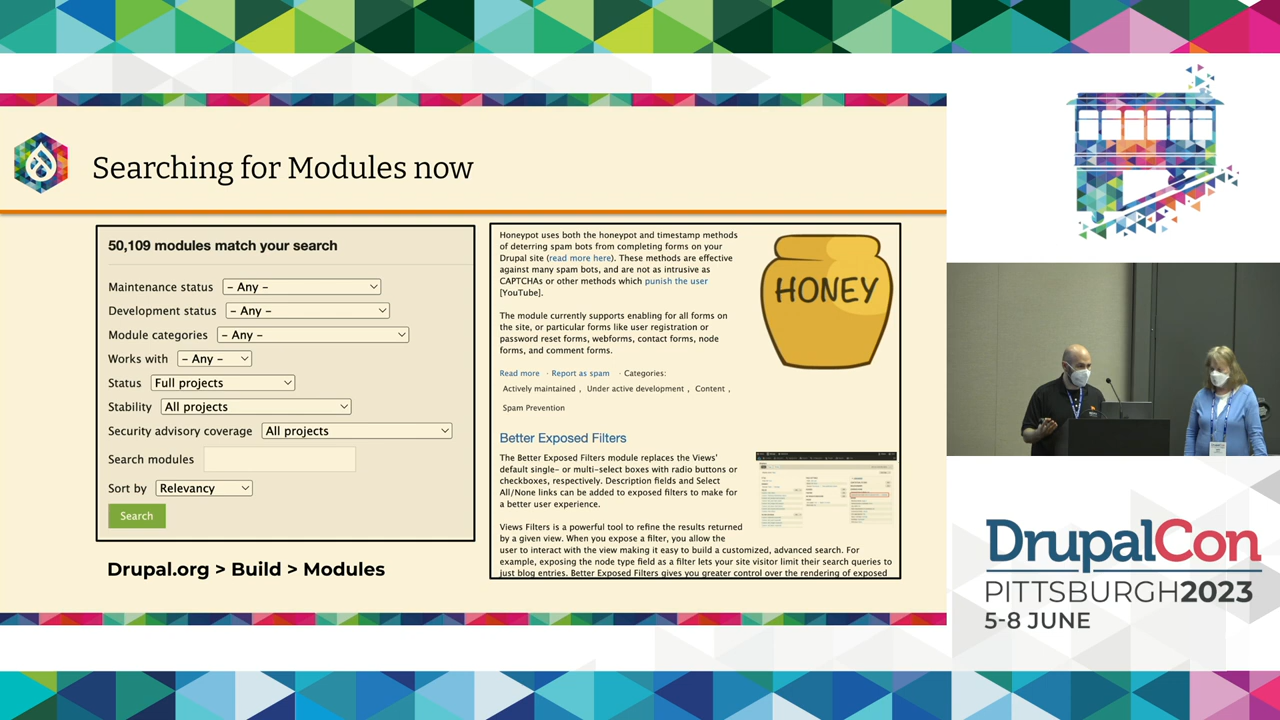 Searching for Modules now
50,109 modules match your search
Maintenance status – Any –
Development status – Any –
Module categories – Any –
Works with – Any –
Status Full projects
Stability All projects
Security advisory coverage All projects
Search modules
Sort by Relevancy
Search
Drupal.org > Build > Modules
Honeypot uses both the honeypot and timestamp methods
of deterring spam bots from completing forms on your
Drupal site (read more here). These methods are effective
against many spam bots, and are not as intrusive as
CAPTCHAs or other methods which punish the user
[YouTube].
The module currently supports enabling for all forms on
the site, or particular forms like user registration or
password reset forms, webforms, contact forms, node
forms, and comment forms.
Read more · Report as spam · Categories:
Actively maintained , Under active development , Content ,
Spam Prevention
HONEY
Better Exposed Filters
The Better Exposed Filters module replaces the Views'
default single- or multi-select boxes with radio buttons or
checkboxes, respectively. Description fields and Select
All/None links can be added to exposed filters to make for
a better user experience.
Views Filters is a powerful tool to refine the results returned
by a given view. When you expose a filter, you allow the
user to interact with the view making it easy to build a customized, advanced search. For
example, exposing the node type field as a filter lets your site visitor limit their search queries to
just blog entries. Better Exposed Filters gives you greater control over the rendering of exposed
DrupalCon
PITTSBURGH2023
5-8 JUNE